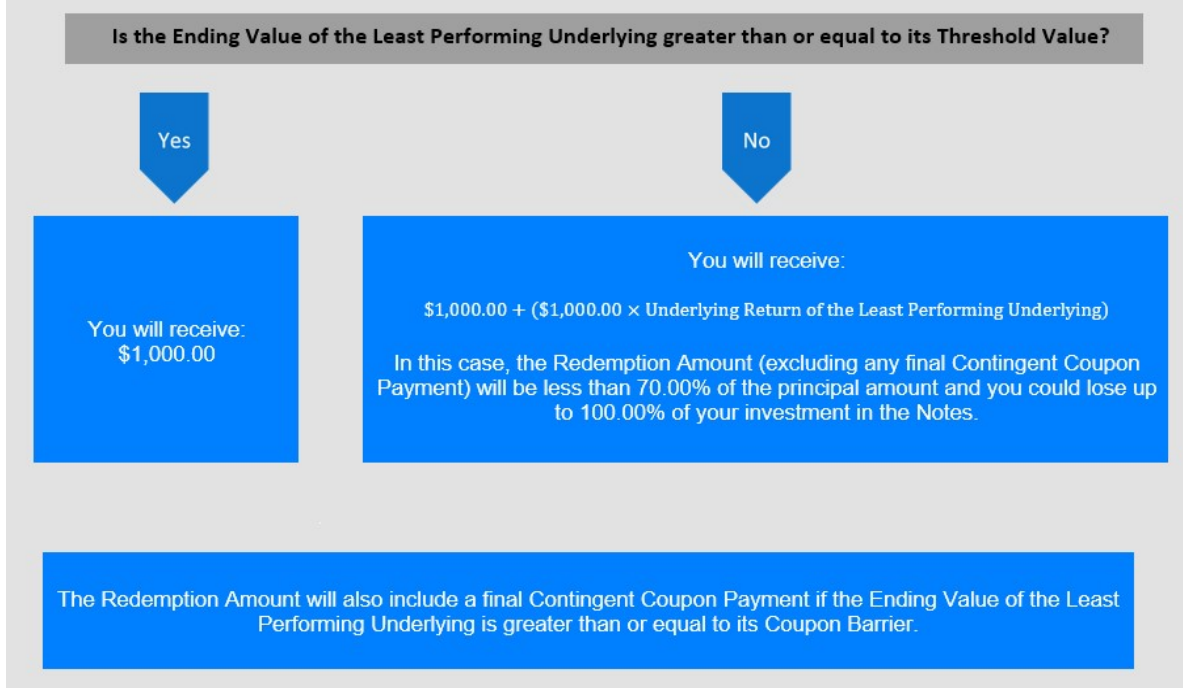 Is the Ending Value of the Least Performing Underlying greater than or equal to its Threshold Value?
Yes
No
You will receive:
$1,000.00
You will receive:
$1,000.00 + ($1,000.00 × Underlying Return of the Least Performing Underlying)
In this case, the Redemption Amount (excluding any final Contingent Coupon
Payment) will be less than 70.00% of the principal amount and you could lose up
to 100.00% of your investment in the Notes.
The Redemption Amount will also include a final Contingent Coupon Payment if the Ending Value of the Least
Performing Underlying is greater than or equal to its Coupon Barrier.